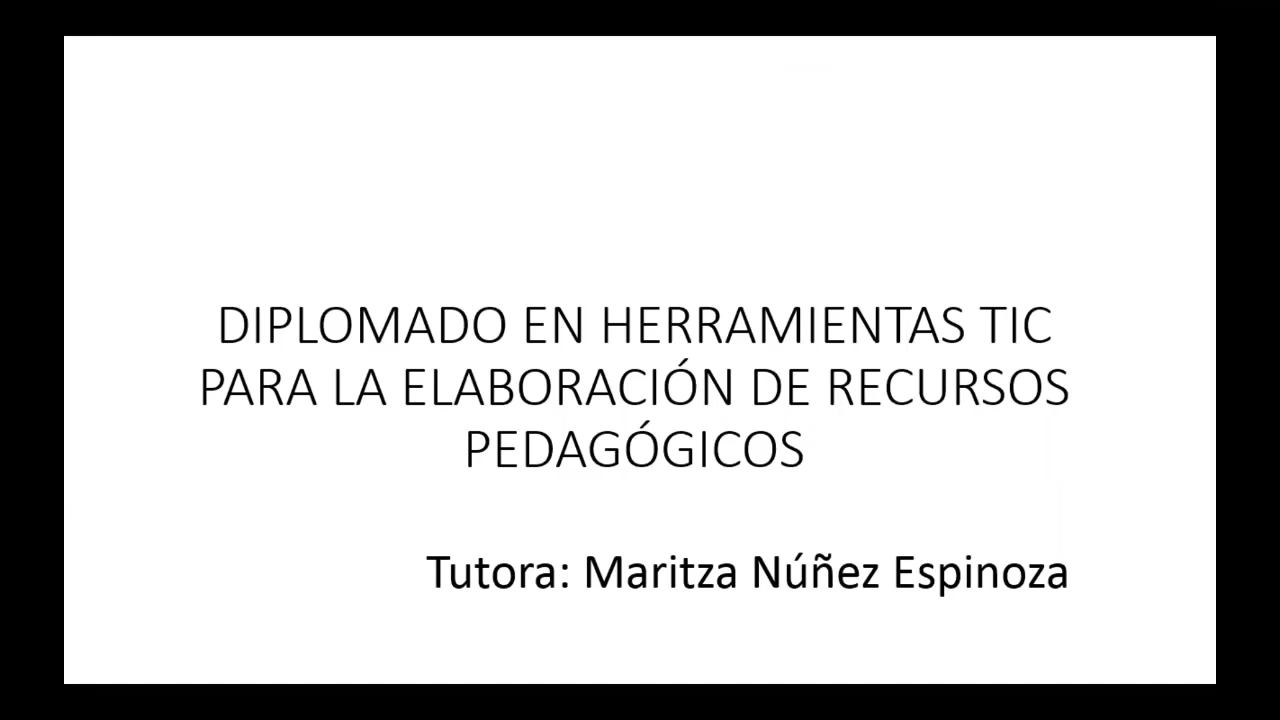 DIPLOMADO EN HERRAMIENTAS TIC
PARA LA ELABORACIÓN DE RECURSOS
PEDAGÓGICOS
Tutora: Maritza Núñez Espinoza